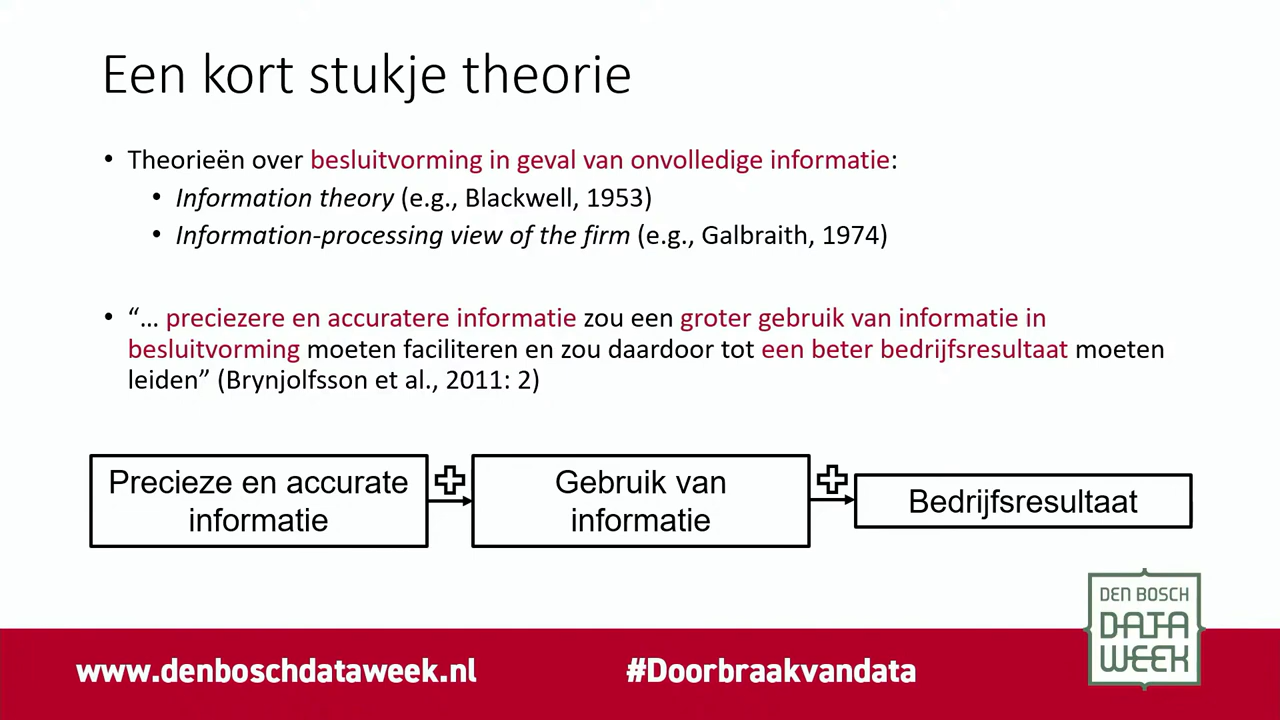 Een kort stukje theorie
• Theorieën over besluitvorming in geval van onvolledige informatie:
• Information theory (e.g., Blackwell, 1953)
• Information-processing view of the firm (e.g., Galbraith, 1974)
• “… preciezere en accuratere informatie zou een groter gebruik van informatie in
besluitvorming moeten faciliteren en zou daardoor tot een beter bedrijfsresultaat moeten
leiden” (Brynjolfsson et al., 2011: 2)
Precieze en accurate
informatie
Gebruik van
informatie
Bedrijfsresultaat
DEN BOSCH
DATA
WEEK
www.denboschdataweek.nl
#Doorbraakvandata